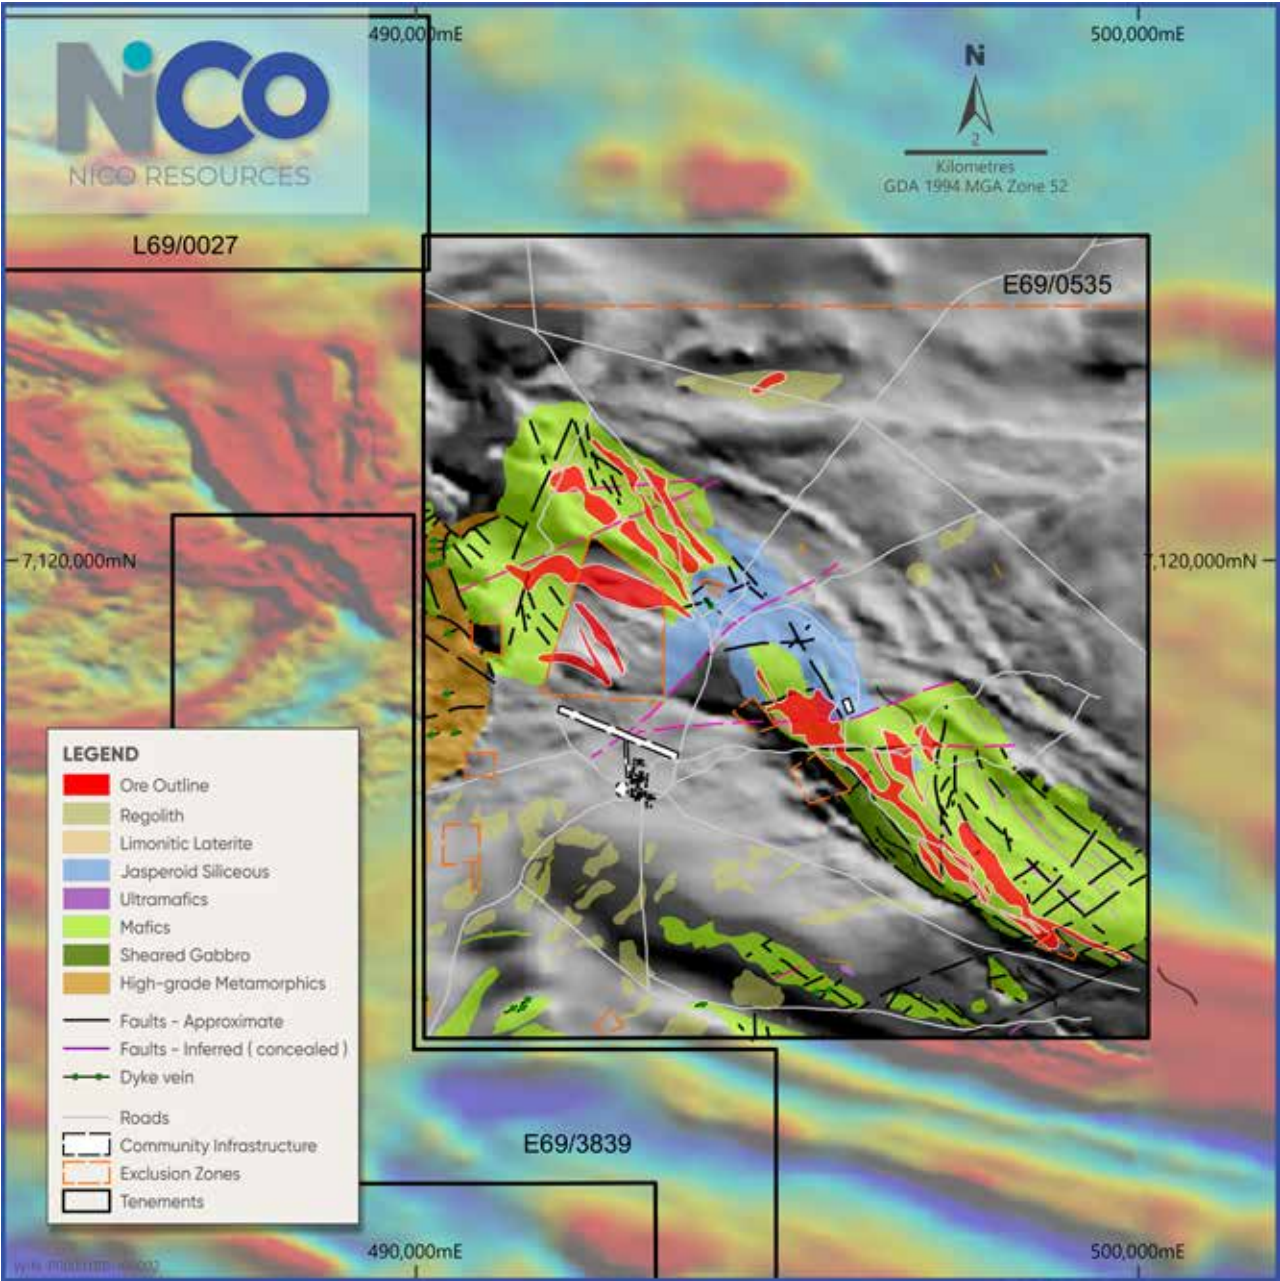 490,000mE
500,000mE
NiCo
NICO RESOURCES
N
2
Kilometres
GDA 1994 MGA Zone 52
L69/0027
E69/0535
7,120,000mN
7,120,000mN
LEGEND
Ore Outline
Regolith
Limonitic Laterite
Jasperoid Siliceous
Ultramafics
Mafics
Sheared Gabbro
High-grade Metamorphics
Faults - Approximate
Faults - Inferred ( concealed )
Dyke vein
Roads
Community Infrastructure
Exclusion Zones
Tenements
E69/3839
490,000mE
500,000mE